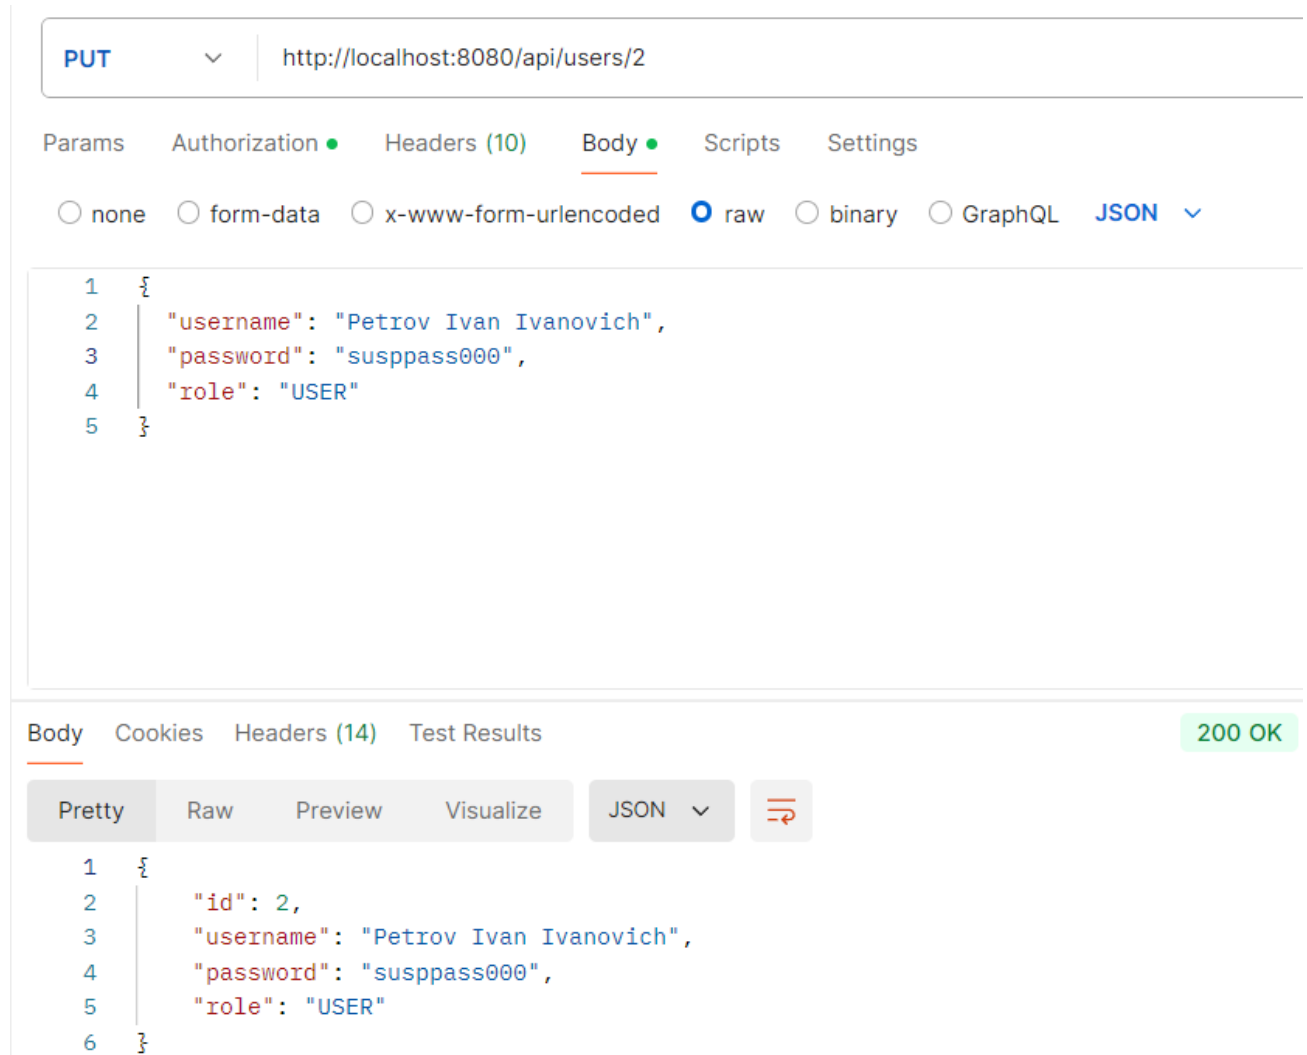 PUT http://localhost:8080/api/users/2
Params Authorization Headers (10) Body Scripts Settings
none form-data x-www-form-urlencoded raw binary GraphQL JSON
1 {
2 "username": "Petrov Ivan Ivanovich",
3 "password": "susppass000",
4 "role": "USER"
5 }
Body Cookies Headers (14) Test Results 200 OK
Pretty Raw Preview Visualize JSON
1 {
2 "id": 2,
3 "username": "Petrov Ivan Ivanovich",
4 "password": "susppass000",
5 "role": "USER"
6 }